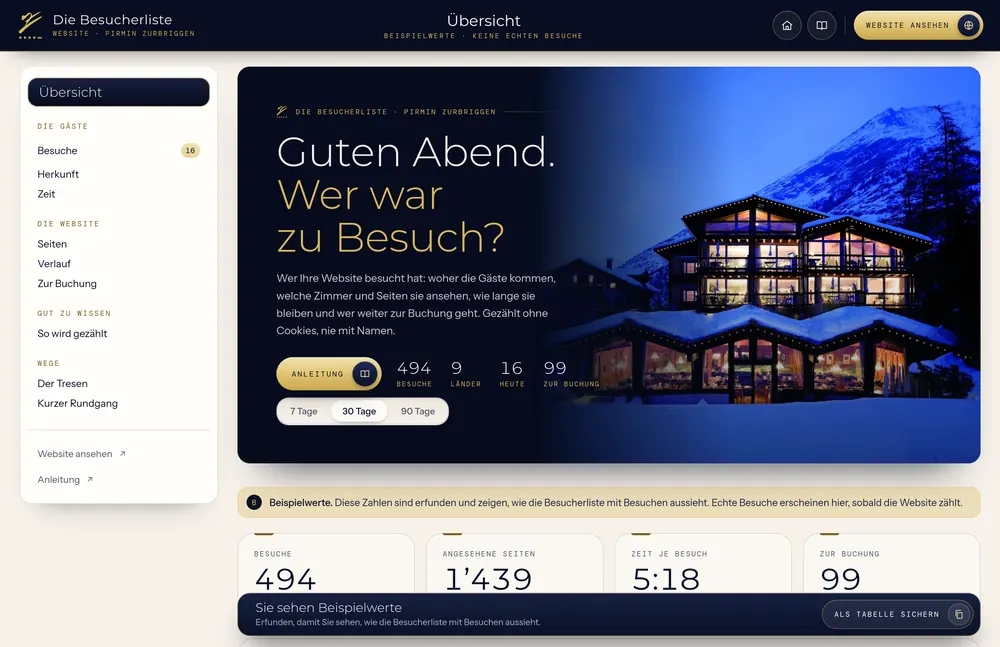 Die Besucherliste
WEBSITE · PIRMIN ZURBRIGGEN
Übersicht
BEISPIELWERTE · KEINE ECHTEN BESUCHE
WEBSITE ANSEHEN
Übersicht
DIE GÄSTE
Besuche 16
Herkunft
Zeit
DIE WEBSITE
Seiten
Verlauf
Zur Buchung
GUT ZU WISSEN
So wird gezählt
WEGE
Der Tresen
Kurzer Rundgang
Website ansehen ↗
Anleitung ↗
DIE BESUCHERLISTE · PIRMIN ZURBRIGGEN
Guten Abend.
Wer war
zu Besuch?
Wer Ihre Website besucht hat: woher die Gäste kommen,
welche Zimmer und Seiten sie ansehen, wie lange sie
bleiben und wer weiter zur Buchung geht. Gezählt ohne
Cookies, nie mit Namen.
ANLEITUNG
494 9 16 99
BESUCHE LÄNDER HEUTE ZUR BUCHUNG
7 Tage 30 Tage 90 Tage
B Beispielwerte. Diese Zahlen sind erfunden und zeigen, wie die Besucherliste mit Besuchen aussieht. Echte Besuche erscheinen hier, sobald die Website zählt.
BESUCHE ANGESEHENE SEITEN ZEIT JE BESUCH ZUR BUCHUNG
494 1’439 5:18 99
Sie sehen Beispielwerte
Erfunden, damit Sie sehen, wie die Besucherliste mit Besuchen aussieht.
ALS TABELLE SICHERN